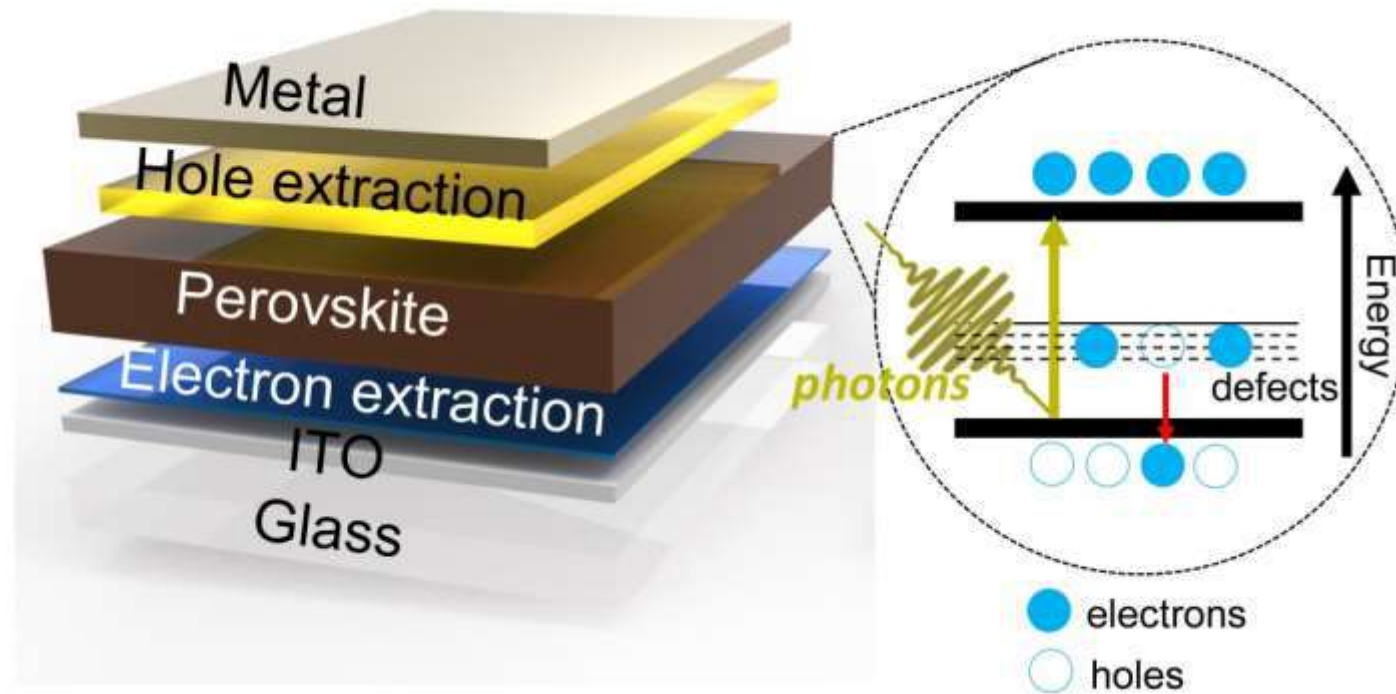 Metal
Hole extraction
Perovskite
Electron extraction
ITO
Glass
photons
defects
Energy
electrons
holes